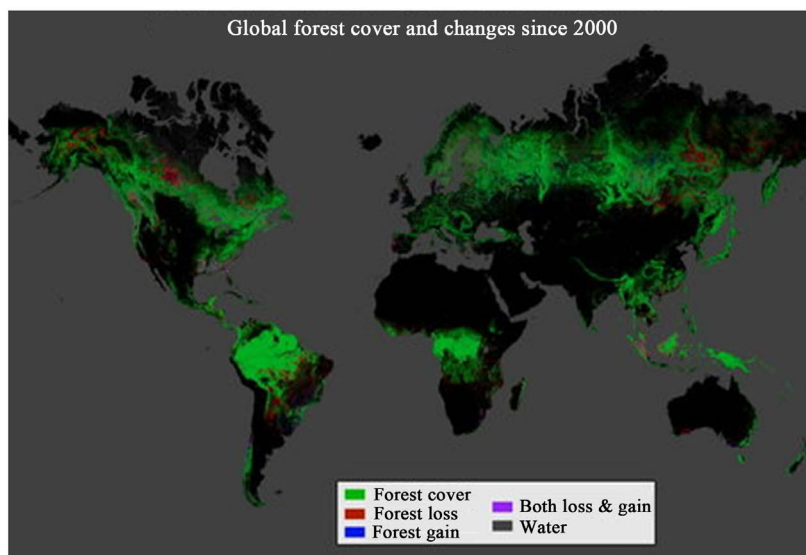 Global forest cover and changes since 2000
Forest cover
Forest loss
Forest gain
Both loss & gain
Water